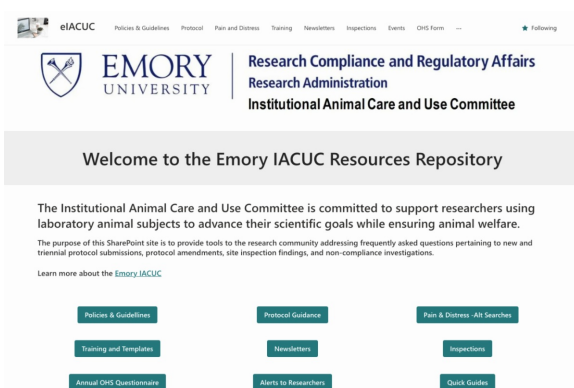 eIACUC Policies & Guidelines Protocol Pain and Distress Training Newsletters Inspections Events OHS Form ··· ★ Following
EMORY
UNIVERSITY
Research Compliance and Regulatory Affairs
Research Administration
Institutional Animal Care and Use Committee
Welcome to the Emory IACUC Resources Repository
The Institutional Animal Care and Use Committee is committed to support researchers using
laboratory animal subjects to advance their scientific goals while ensuring animal welfare.
The purpose of this SharePoint site is to provide tools to the research community addressing frequently asked questions pertaining to new and
triennial protocol submissions, protocol amendments, site inspection findings, and non-compliance investigations.
Learn more about the Emory IACUC
Policies & Guidellines Protocol Guidance Pain & Distress -Alt Searches
Training and Templates Newsletters Inspections
Annual OHS Questionnaire Alerts to Researchers Quick Guides